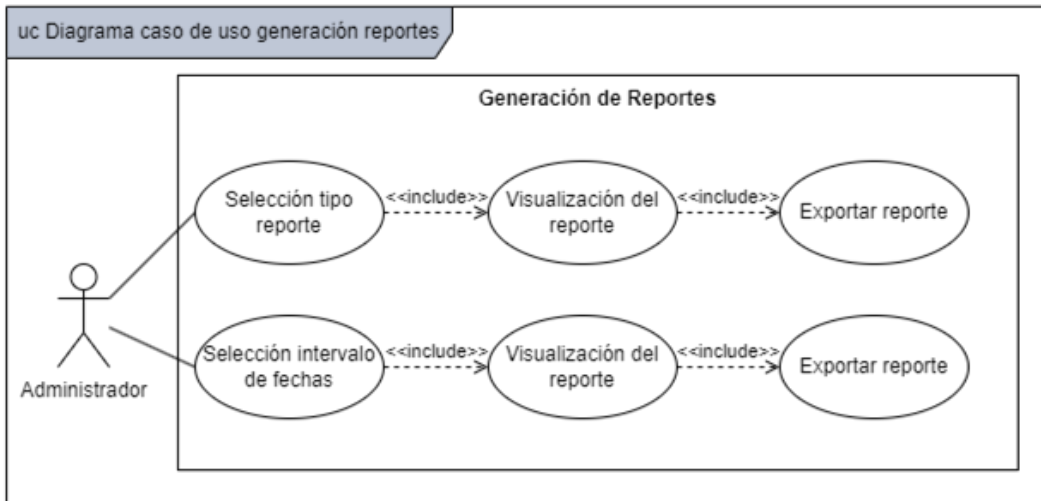 uc Diagrama caso de uso generación reportes
Generación de Reportes
Selección tipo
reporte
<<include>>
Visualización del
reporte
<<include>>
Exportar reporte
Administrador
Selección intervalo
de fechas
<<include>>
Visualización del
reporte
<<include>>
Exportar reporte